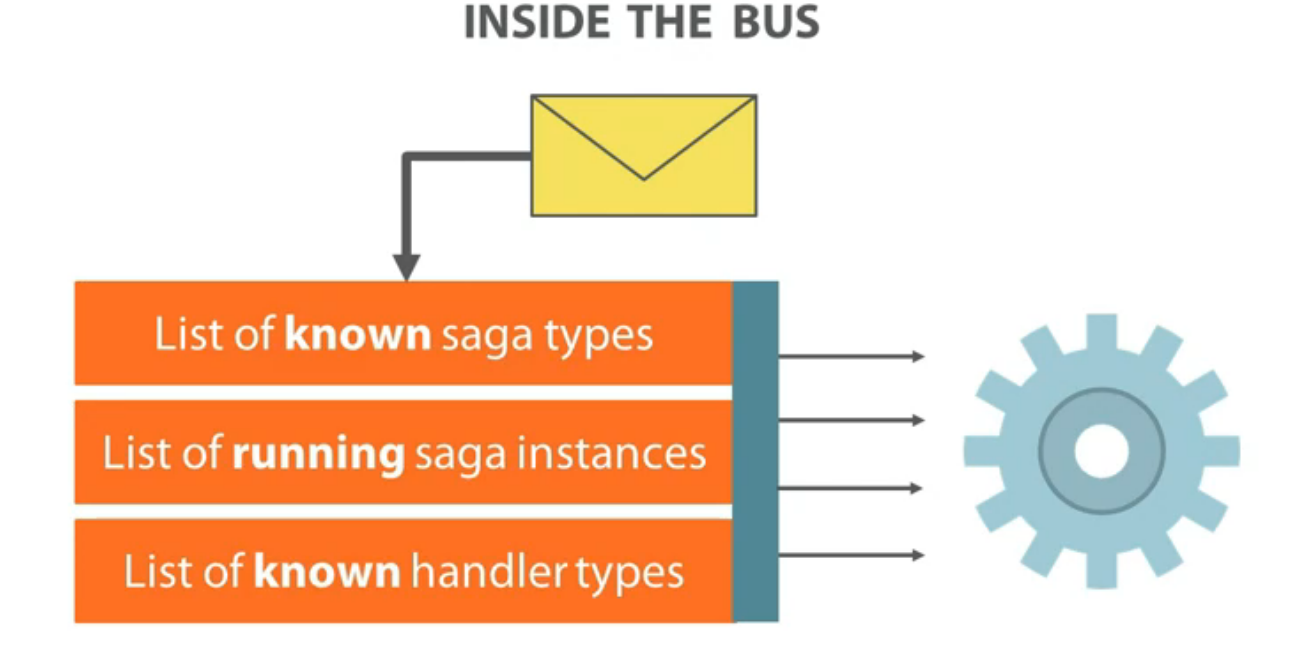 INSIDE THE BUS
List of known saga types
List of running saga instances
List of known handler types